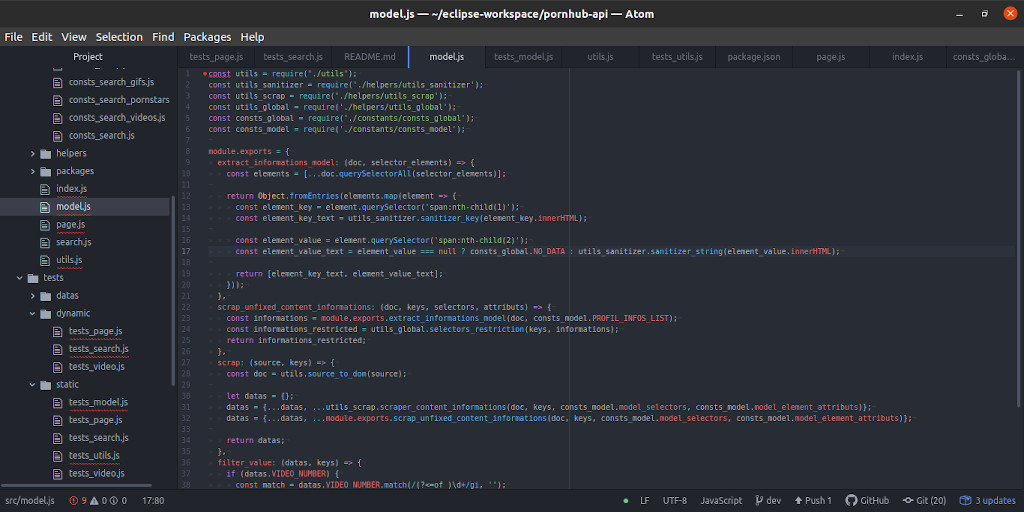 model.js — ~/eclipse-workspace/pornhub-api — Atom
File Edit View Selection Find Packages Help
Project
consts_search_gifs.js
consts_search_pornstars
consts_search_videos.js
consts_search.js
helpers
packages
index.js
model.js
page.js
search.js
utils.js
tests
datas
dynamic
tests_page.js
tests_search.js
tests_video.js
static
tests_model.js
tests_page.js
tests_search.js
tests_utils.js
tests_video.js
tests_page.js tests_search.js README.md model.js tests_model.js utils.js tests_utils.js package.json page.js index.js consts_globa...
1 const utils = require('./utils');
2 const utils_sanitizer = require('./helpers/utils_sanitizer');
3 const utils_scrap = require('./helpers/utils_scrap');
4 const utils_global = require('./helpers/utils_global');
5 const consts_global = require('./constants/consts_global');
6 const consts_model = require('./constants/consts_model');
7
8 module.exports = {
9 extract_informations_model: (doc, selector_elements) => {
10 const elements = [...doc.querySelectorAll(selector_elements)];
11
12 return Object.fromEntries(elements.map(element => {
13 const element_key = element.querySelector('span:nth-child(1)');
14 const element_key_text = utils_sanitizer.sanitizer_key(element_key.innerHTML);
15
16 const element_value = element.querySelector('span:nth-child(2)');
17 const element_value_text = element_value === null ? consts_global.NO_DATA : utils_sanitizer.sanitizer_string(element_value.innerHTML);
18
19 return [element_key_text, element_value_text];
20 }));
21 },
22 scrap_unfixed_content_informations: (doc, keys, selectors, attributs) => {
23 const informations = module.exports.extract_informations_model(doc, consts_model.PROFIL_INFOS_LIST);
24 const informations_restricted = utils_global.selectors_restriction(keys, informations);
25 return informations_restricted;
26 },
27 scrap: (source, keys) => {
28 const doc = utils.source_to_dom(source);
29
30 let datas = {};
31 datas = {...datas, ...utils_scrap.scraper_content_informations(doc, keys, consts_model.model_selectors, consts_model.model_element_attributs)};
32 datas = {...datas, ...module.exports.scrap_unfixed_content_informations(doc, keys, consts_model.model_selectors, consts_model.model_element_attributs)};
33
34 return datas;
35 },
36 filter_value: (datas, keys) => {
37 if (datas.VIDEO_NUMBER) {
38 const match = datas.VIDEO_NUMBER.match(/(?<=of )\d+/gi, '');
src/model.js 9 0 0 17:80 LF UTF-8 JavaScript dev Push 1 GitHub Git (20) 3 updates